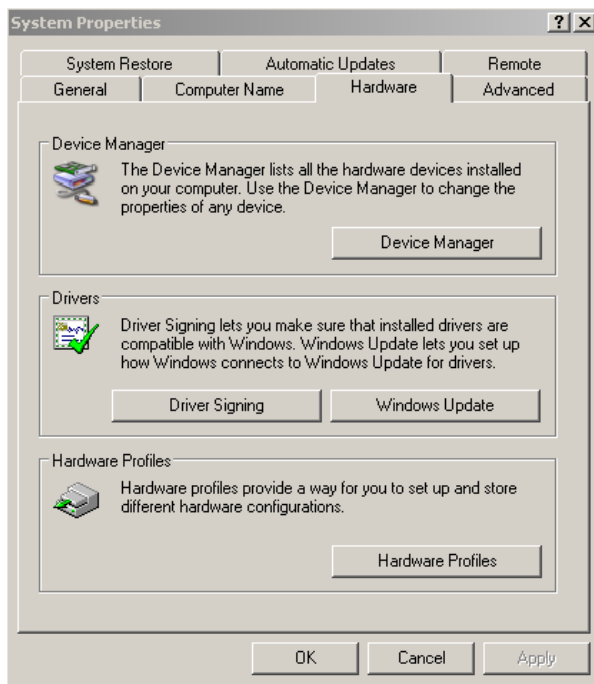 System Properties
System Restore Automatic Updates Remote
General Computer Name Hardware Advanced
Device Manager
The Device Manager lists all the hardware devices installed
on your computer. Use the Device Manager to change the
properties of any device.
Device Manager
Drivers
Driver Signing lets you make sure that installed drivers are
compatible with Windows. Windows Update lets you set up
how Windows connects to Windows Update for drivers.
Driver Signing Windows Update
Hardware Profiles
Hardware profiles provide a way for you to set up and store
different hardware configurations.
Hardware Profiles
OK Cancel Apply